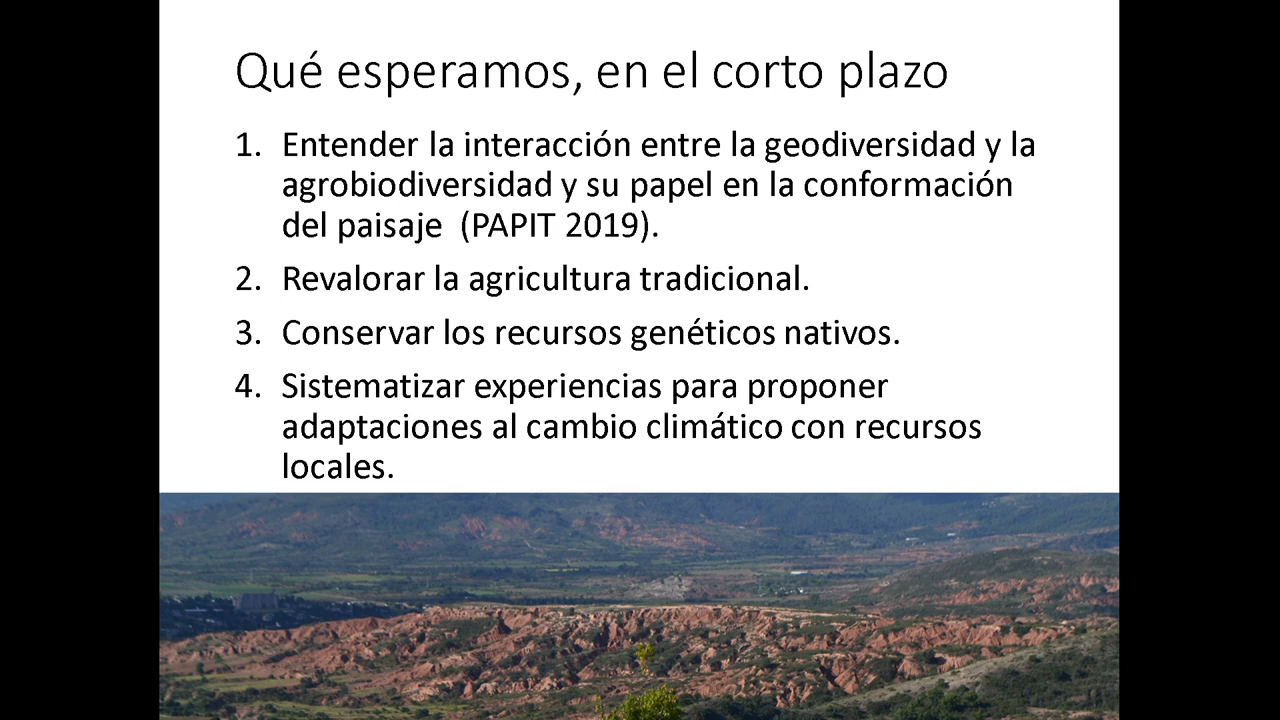 Qué esperamos, en el corto plazo
1. Entender la interacción entre la geodiversidad y la
agrobiodiversidad y su papel en la conformación
del paisaje  (PAPIT 2019).
2. Revalorar la agricultura tradicional.
3. Conservar los recursos genéticos nativos.
4. Sistematizar experiencias para proponer
adaptaciones al cambio climático con recursos
locales.